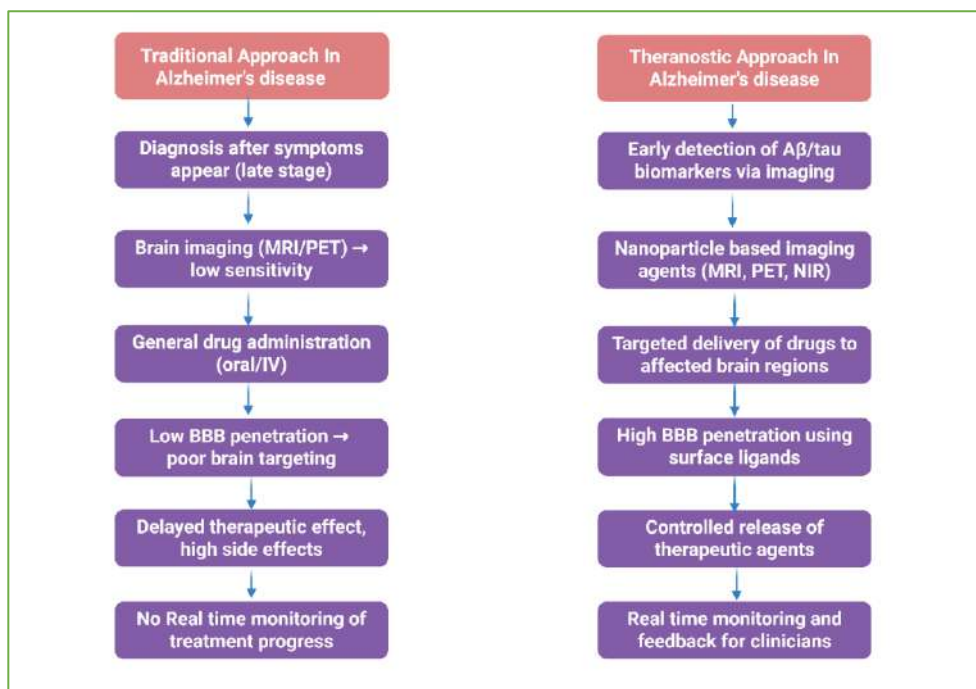 Traditional Approach In
Alzheimer's disease
Diagnosis after symptoms
appear (late stage)
Brain imaging (MRI/PET) →
low sensitivity
General drug administration
(oral/IV)
Low BBB penetration →
poor brain targeting
Delayed therapeutic effect,
high side effects
No Real time monitoring of
treatment progress
Theranostic Approach In
Alzheimer's disease
Early detection of Aβ/tau
biomarkers via imaging
Nanoparticle based imaging
agents (MRI, PET, NIR)
Targeted delivery of drugs to
affected brain regions
High BBB penetration using
surface ligands
Controlled release of
therapeutic agents
Real time monitoring and
feedback for clinicians